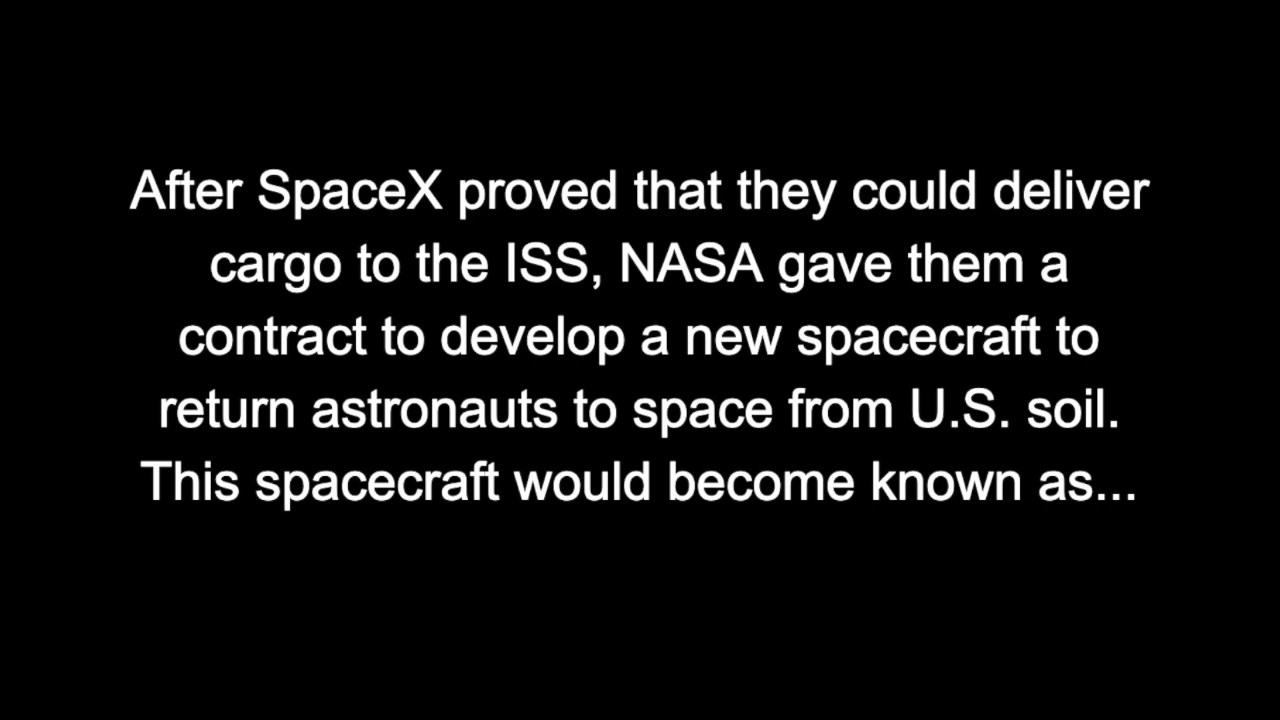 After SpaceX proved that they could deliver
cargo to the ISS, NASA gave them a
contract to develop a new spacecraft to
return astronauts to space from U.S. soil.
This spacecraft would become known as...